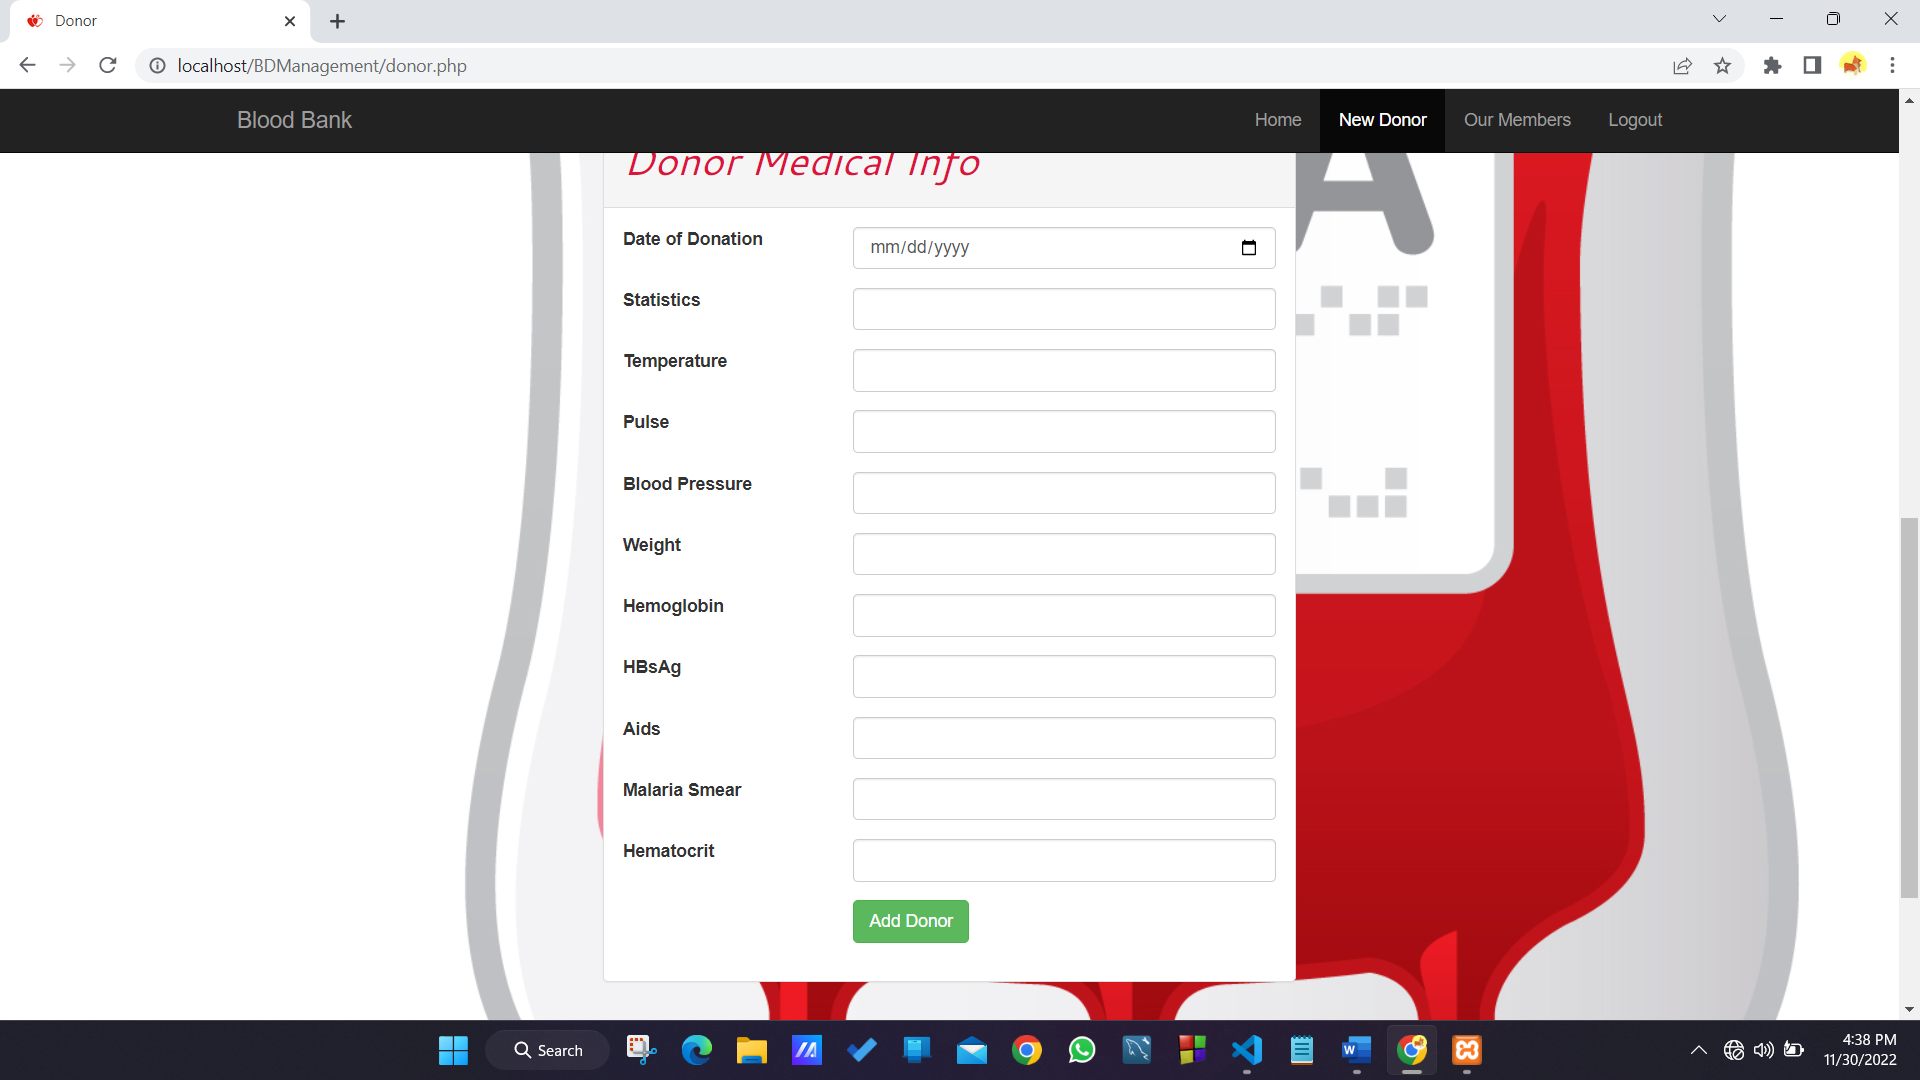 Donor
localhost/BDManagement/donor.php
Blood Bank
Home
New Donor
Our Members
Logout
Donor Medical Info
Date of Donation
mm/dd/yyyy
Statistics
Temperature
Pulse
Blood Pressure
Weight
Hemoglobin
HBsAg
Aids
Malaria Smear
Hematocrit
Add Donor
A
Search
4:38 PM
11/30/2022